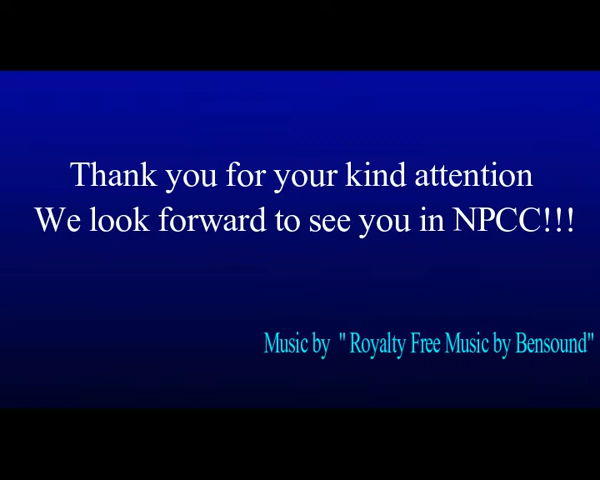 Thank you for your kind attention
We look forward to see you in NPCC!!!
Music by " Royalty Free Music by Bensound"